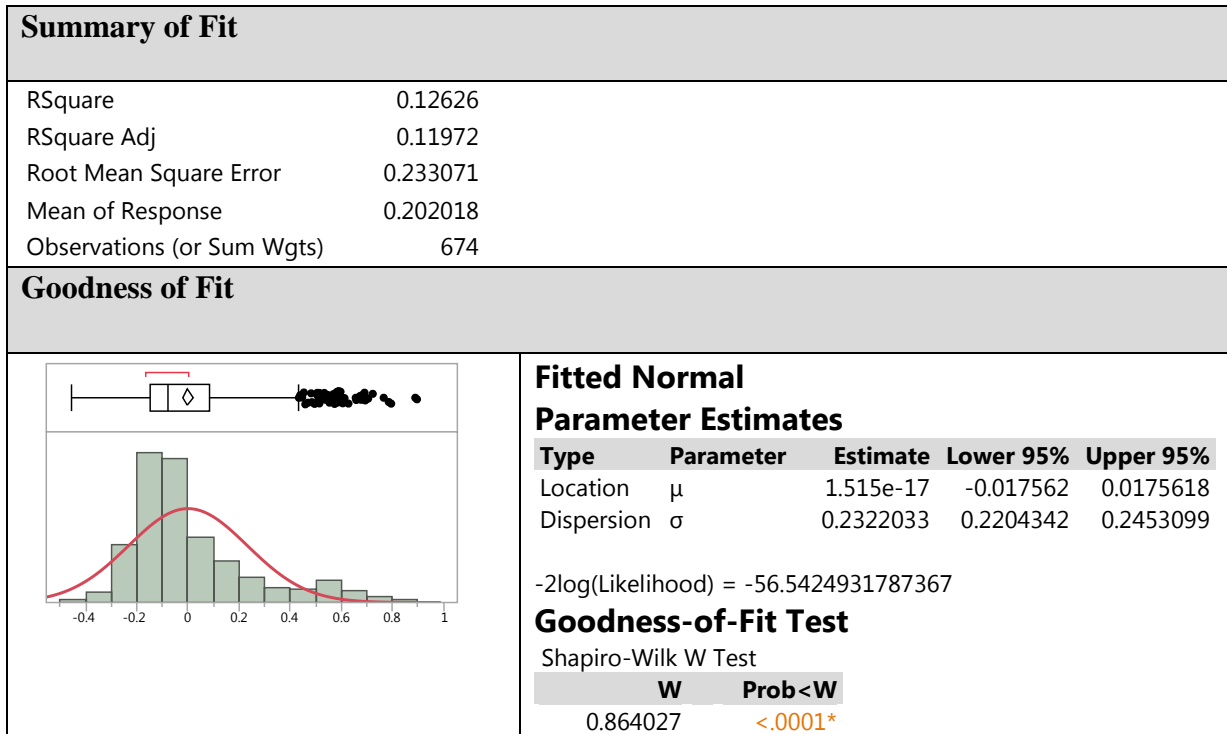 Summary of Fit
RSquare 0.12626
RSquare Adj 0.11972
Root Mean Square Error 0.233071
Mean of Response 0.202018
Observations (or Sum Wgts) 674
Goodness of Fit
-0.4 -0.2 0 0.2 0.4 0.6 0.8 1
Fitted Normal
Parameter Estimates
Type Parameter Estimate Lower 95% Upper 95%
Location μ 1.515e-17 -0.017562 0.0175618
Dispersion σ 0.2322033 0.2204342 0.2453099
-2log(Likelihood) = -56.5424931787367
Goodness-of-Fit Test
Shapiro-Wilk W Test
W Prob<W
0.864027 <.0001*